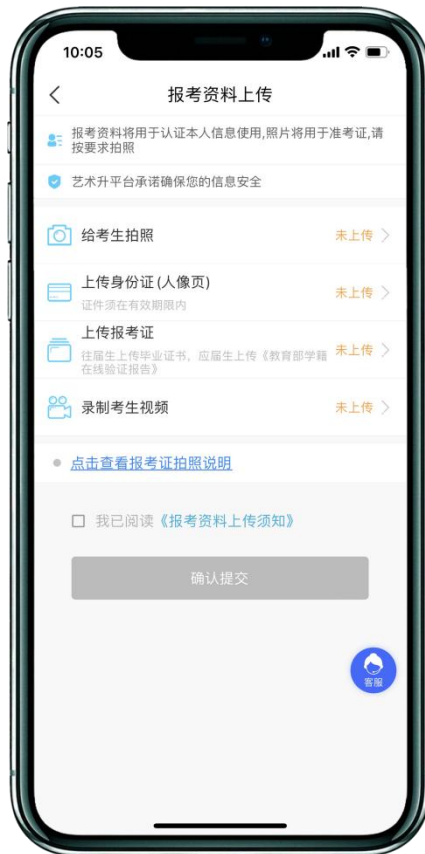 10:05
报考资料上传
报考资料将用于认证本人信息使用,照片将用于准考证,请
按要求拍照
艺术升平台承诺确保您的信息安全
给考生拍照
未上传
上传身份证(人像页)
证件须在有效期限内
未上传
上传报考证
往届生上传毕业证书、应届生上传《教育部学籍
在线验证报告》
未上传
录制考生视频
未上传
点击查看报考证拍照说明
我已阅读《报考资料上传须知》
确认提交
客服